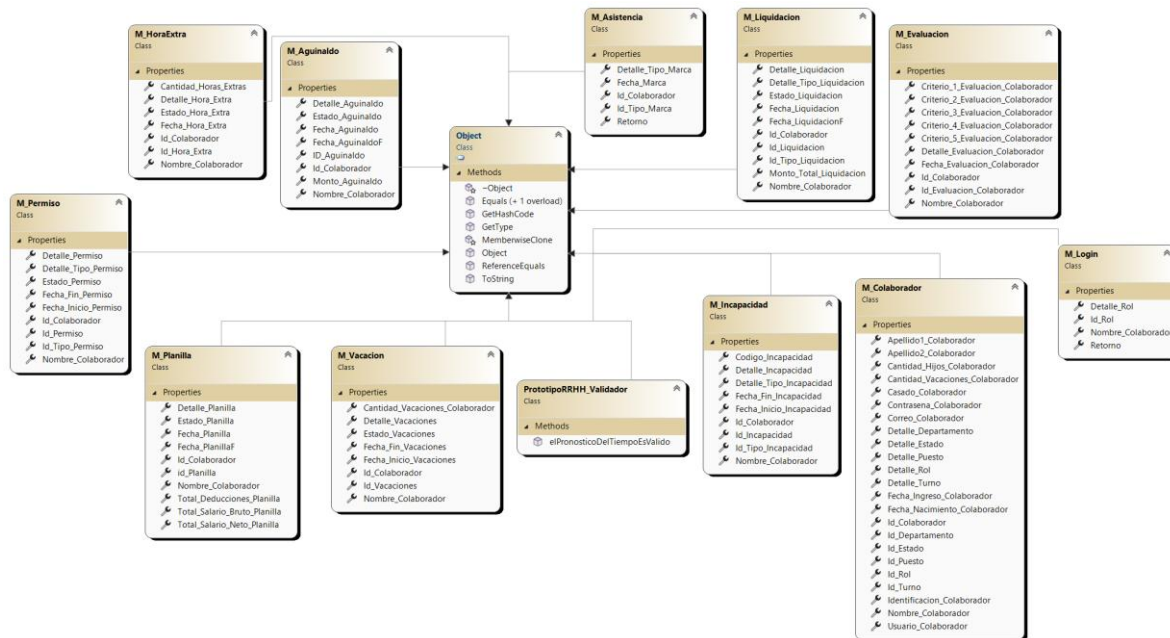 M_HoraExtra
Class
Properties
Cantidad_Horas_Extras
Detalle_Hora_Extra
Estado_Hora_Extra
Fecha_Hora_Extra
Id_Colaborador
Id_Hora_Extra
Nombre_Colaborador
M_Aguinaldo
Class
Properties
Detalle_Aguinaldo
Estado_Aguinaldo
Fecha_Aguinaldo
Fecha_AguinaldoF
ID_Aguinaldo
Id_Colaborador
Monto_Aguinaldo
Nombre_Colaborador
M_Asistencia
Class
Properties
Detalle_Tipo_Marca
Fecha_Marca
Id_Colaborador
Id_Tipo_Marca
Retorno
M_Liquidacion
Class
Properties
Detalle_Liquidacion
Detalle_Tipo_Liquidacion
Estado_Liquidacion
Fecha_Liquidacion
Fecha_LiquidacionF
Id_Colaborador
Id_Liquidacion
Id_Tipo_Liquidacion
Monto_Total_Liquidacion
Nombre_Colaborador
M_Evaluacion
Class
Properties
Criterio_1_Evaluacion_Colaborador
Criterio_2_Evaluacion_Colaborador
Criterio_3_Evaluacion_Colaborador
Criterio_4_Evaluacion_Colaborador
Criterio_5_Evaluacion_Colaborador
Detalle_Evaluacion_Colaborador
Fecha_Evaluacion_Colaborador
Id_Colaborador
Id_Evaluacion_Colaborador
Nombre_Colaborador
Object
Class
Methods
~Object
Equals (+ 1 overload)
GetHashCode
GetType
MemberwiseClone
Object
ReferenceEquals
ToString
M_Permiso
Class
Properties
Detalle_Permiso
Detalle_Tipo_Permiso
Estado_Permiso
Fecha_Fin_Permiso
Fecha_Inicio_Permiso
Id_Colaborador
Id_Permiso
Id_Tipo_Permiso
Nombre_Colaborador
M_Login
Class
Properties
Detalle_Rol
Id_Rol
Nombre_Colaborador
Retorno
M_Planilla
Class
Properties
Detalle_Planilla
Estado_Planilla
Fecha_Planilla
Fecha_PlanillaF
Id_Colaborador
id_Planilla
Nombre_Colaborador
Total_Deducciones_Planilla
Total_Salario_Bruto_Planilla
Total_Salario_Neto_Planilla
M_Vacacion
Class
Properties
Cantidad_Vacaciones_Colaborador
Detalle_Vacaciones
Estado_Vacaciones
Fecha_Fin_Vacaciones
Fecha_Inicio_Vacaciones
Id_Colaborador
Id_Vacaciones
Nombre_Colaborador
PrototipoRRHH_Validador
Class
Methods
elPronosticoDelTiempoEsValido
M_Incapacidad
Class
Properties
Codigo_Incapacidad
Detalle_Incapacidad
Detalle_Tipo_Incapacidad
Fecha_Fin_Incapacidad
Fecha_Inicio_Incapacidad
Id_Colaborador
Id_Incapacidad
Id_Tipo_Incapacidad
Nombre_Colaborador
M_Colaborador
Class
Properties
Apellido1_Colaborador
Apellido2_Colaborador
Cantidad_Hijos_Colaborador
Cantidad_Vacaciones_Colaborador
Casado_Colaborador
Contrasena_Colaborador
Correo_Colaborador
Detalle_Departamento
Detalle_Estado
Detalle_Puesto
Detalle_Rol
Detalle_Turno
Fecha_Ingreso_Colaborador
Fecha_Nacimiento_Colaborador
Id_Colaborador
Id_Departamento
Id_Estado
Id_Puesto
Id_Rol
Id_Turno
Identificacion_Colaborador
Nombre_Colaborador
Usuario_Colaborador